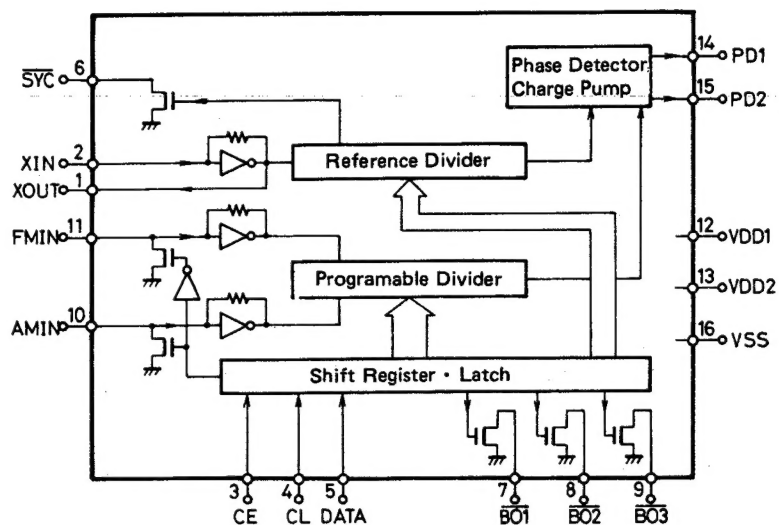 14
PD1
6
SYC
Phase Detector
Charge Pump
15
PD2
2
XIN
Reference Divider
1
XOUT
11
FMIN
12
VDD1
Programable Divider
13
VDD2
10
AMIN
16
VSS
Shift Register · Latch
3
4
5
7
8
9
CE
CL
DATA
BO1
BO2
BO3